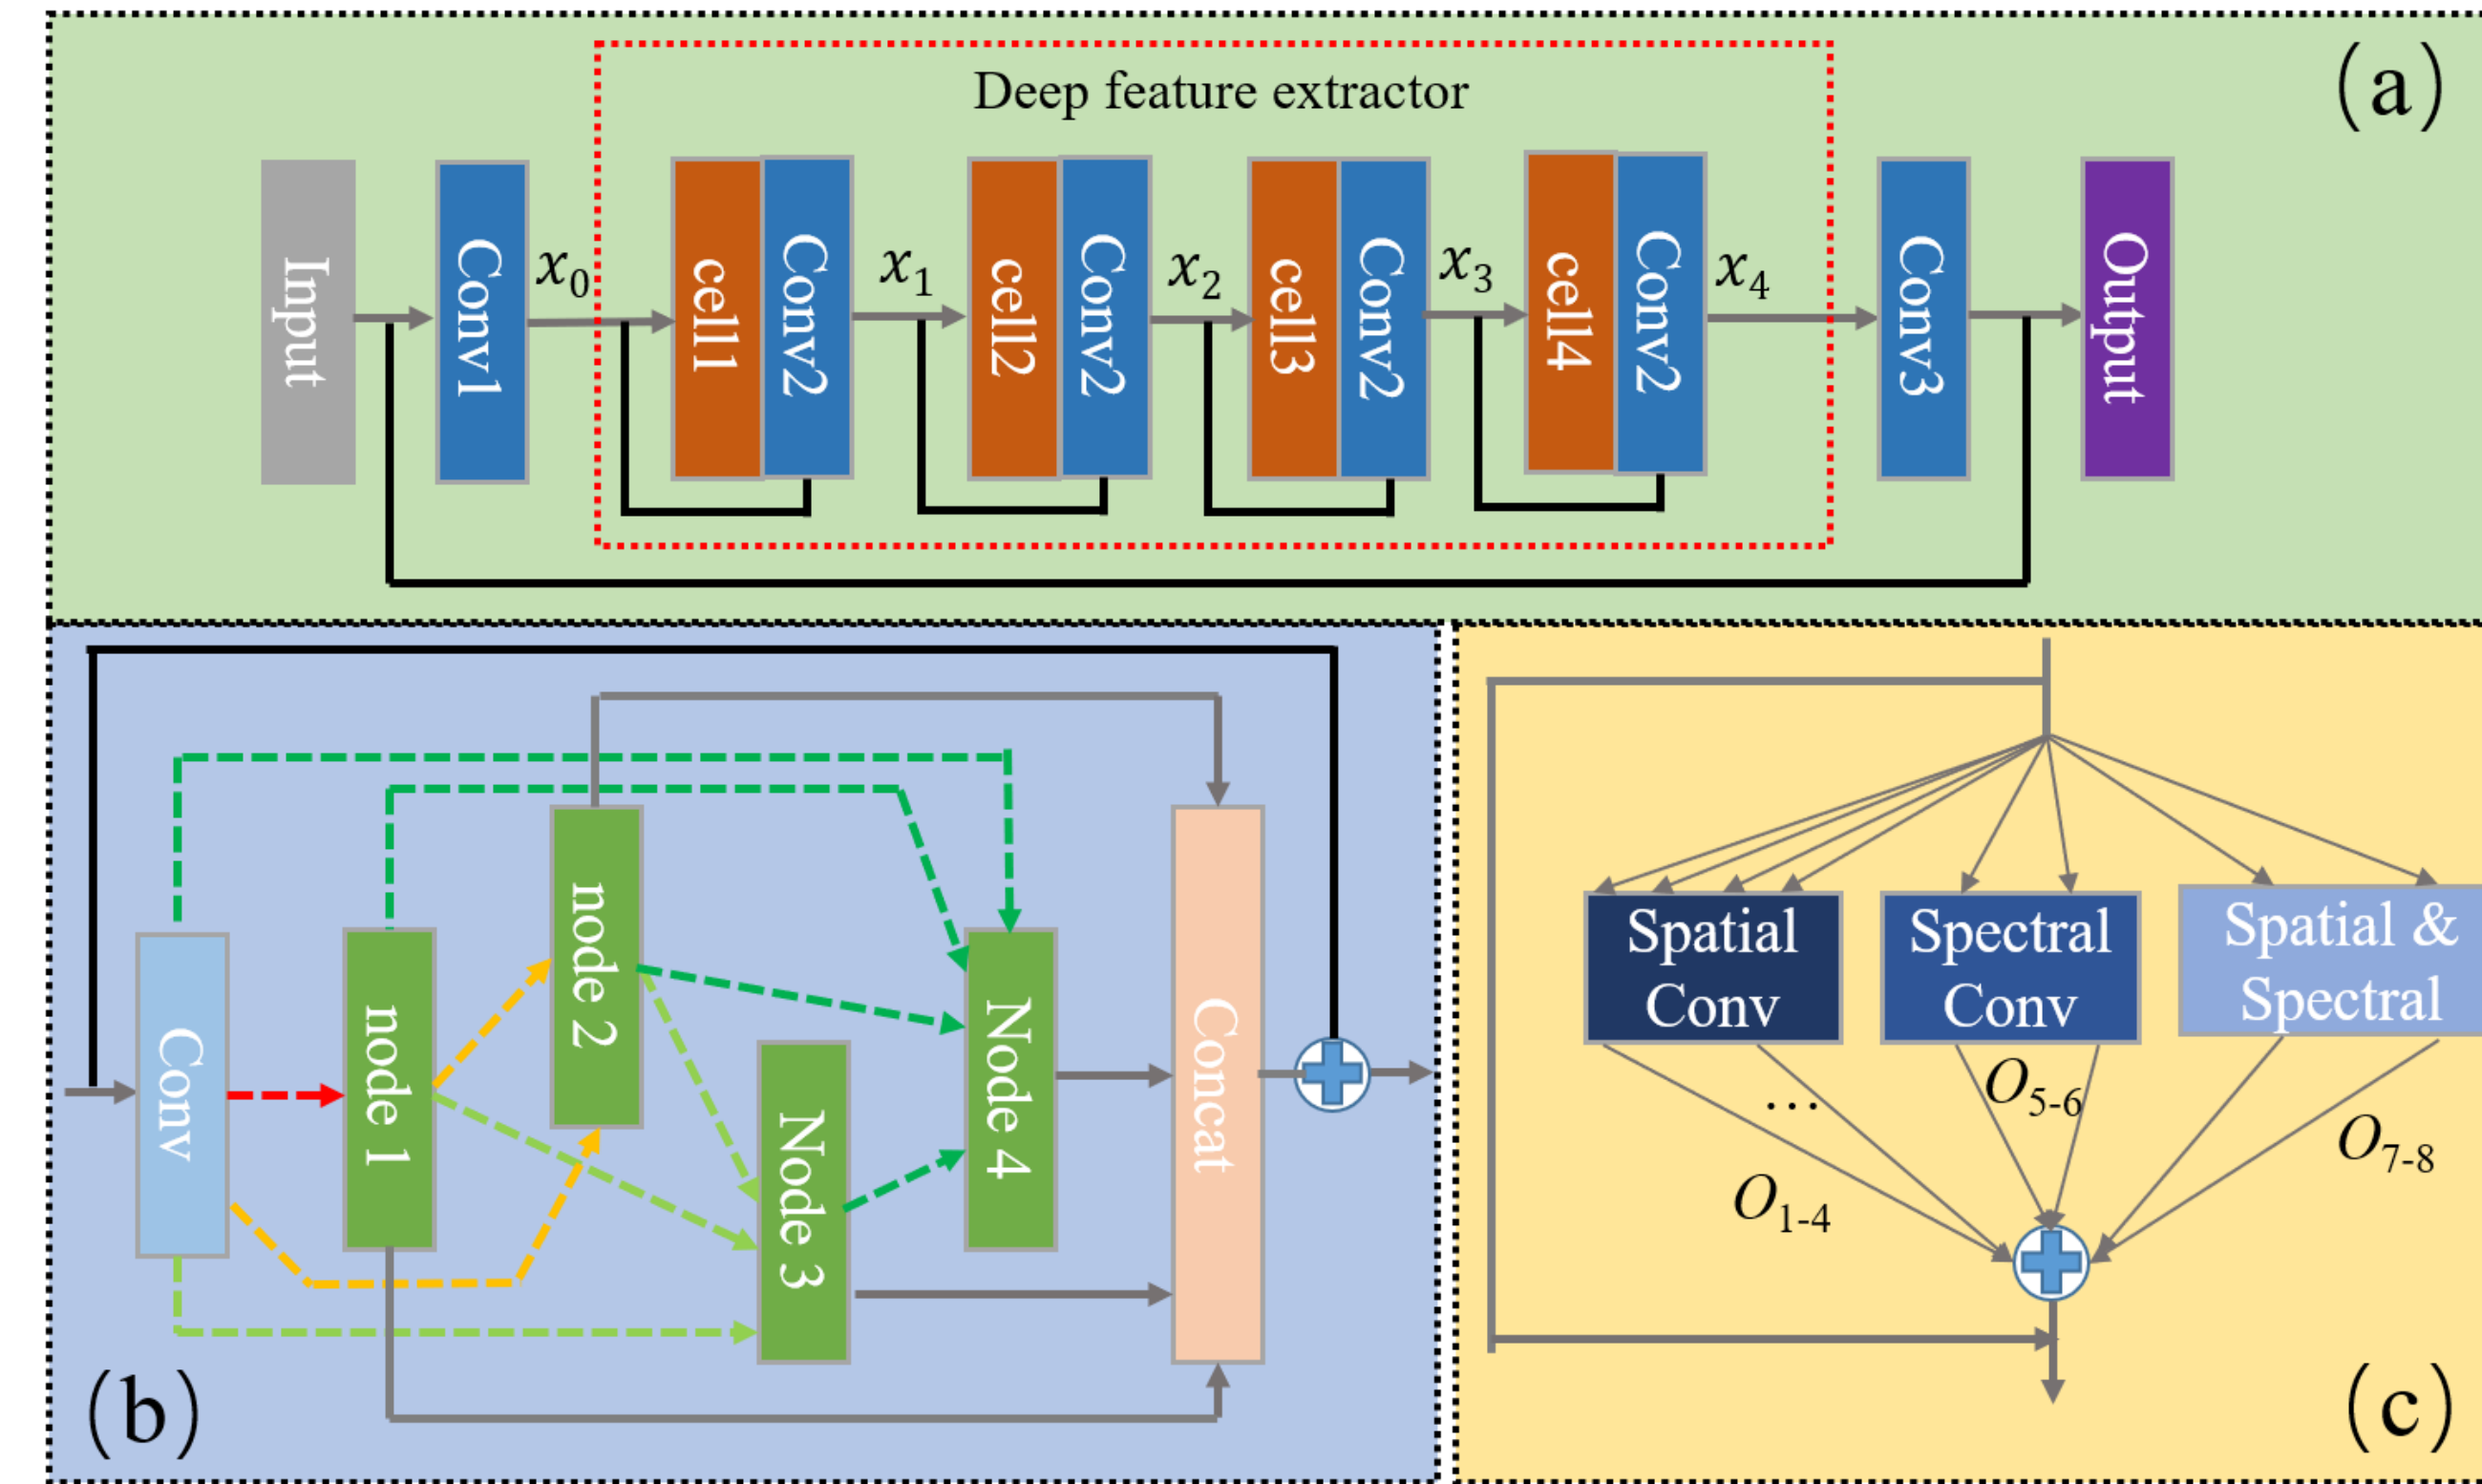 (a)
Deep feature extractor
Input
Conv1
x0
cell1
Conv2
x1
cell2
Conv2
x2
cell3
Conv2
x3
cell4
Conv2
x4
Conv3
Output
(b)
Conv
node 1
node 2
Node 3
Node 4
Concat
Spatial
Conv
Spectral
Conv
Spatial &
Spectral
...
O1-4
O5-6
O7-8
(c)